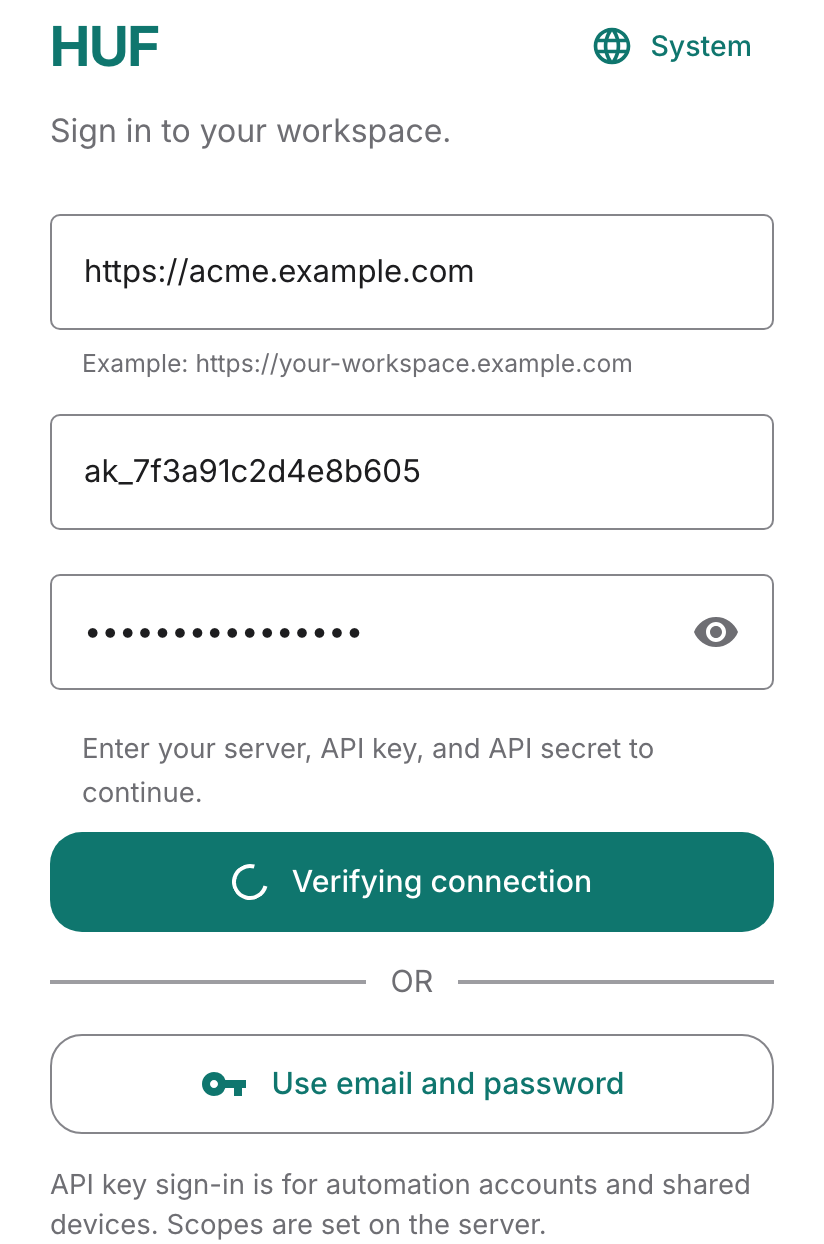 HUF
System
Sign in to your workspace.
https://acme.example.com
Example: https://your-workspace.example.com
ak_7f3a91c2d4e8b605
••••••••••••••••
Enter your server, API key, and API secret to
continue.
Verifying connection
OR
Use email and password
API key sign-in is for automation accounts and shared
devices. Scopes are set on the server.